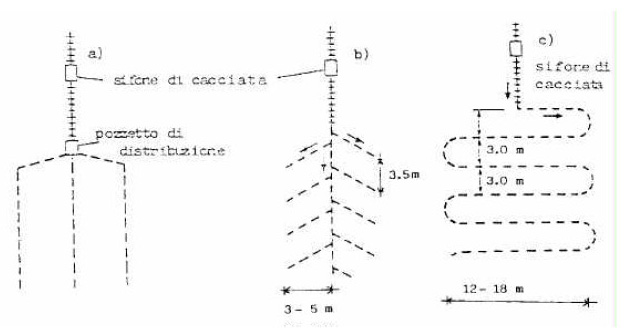 a)
sifone di cacciata
pozzetto di
distribuzione
b)
T
3.5m
3 - 5 m
c)
sifone di
cacciata
3.0 m
3.0 m
12 - 18 m